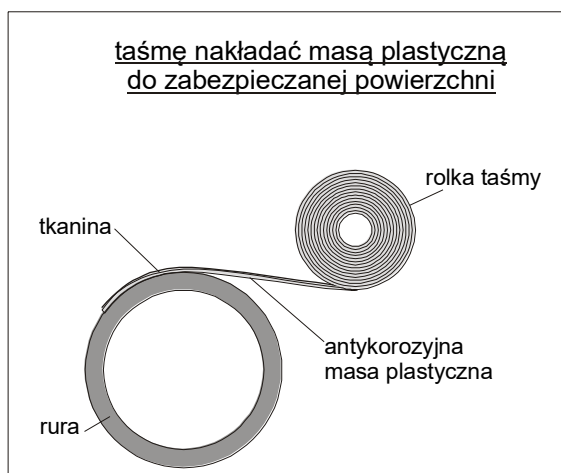 taśmę nakładać masą plastyczną
do zabezpieczanej powierzchni
rolka taśmy
tkanina
antykorozyjna
masa plastyczna
rura